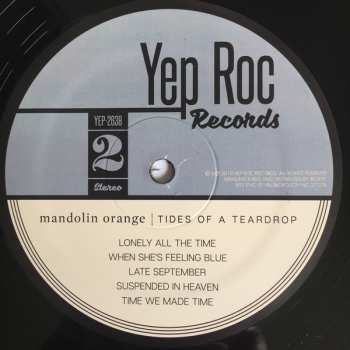 Yep Roc
Records
YEP-2638
2
Stereo
mandolin orange | TIDES OF A TEARDROP
LONELY ALL THE TIME
WHEN SHE'S FEELING BLUE
LATE SEPTEMBER
SUSPENDED IN HEAVEN
TIME WE MADE TIME